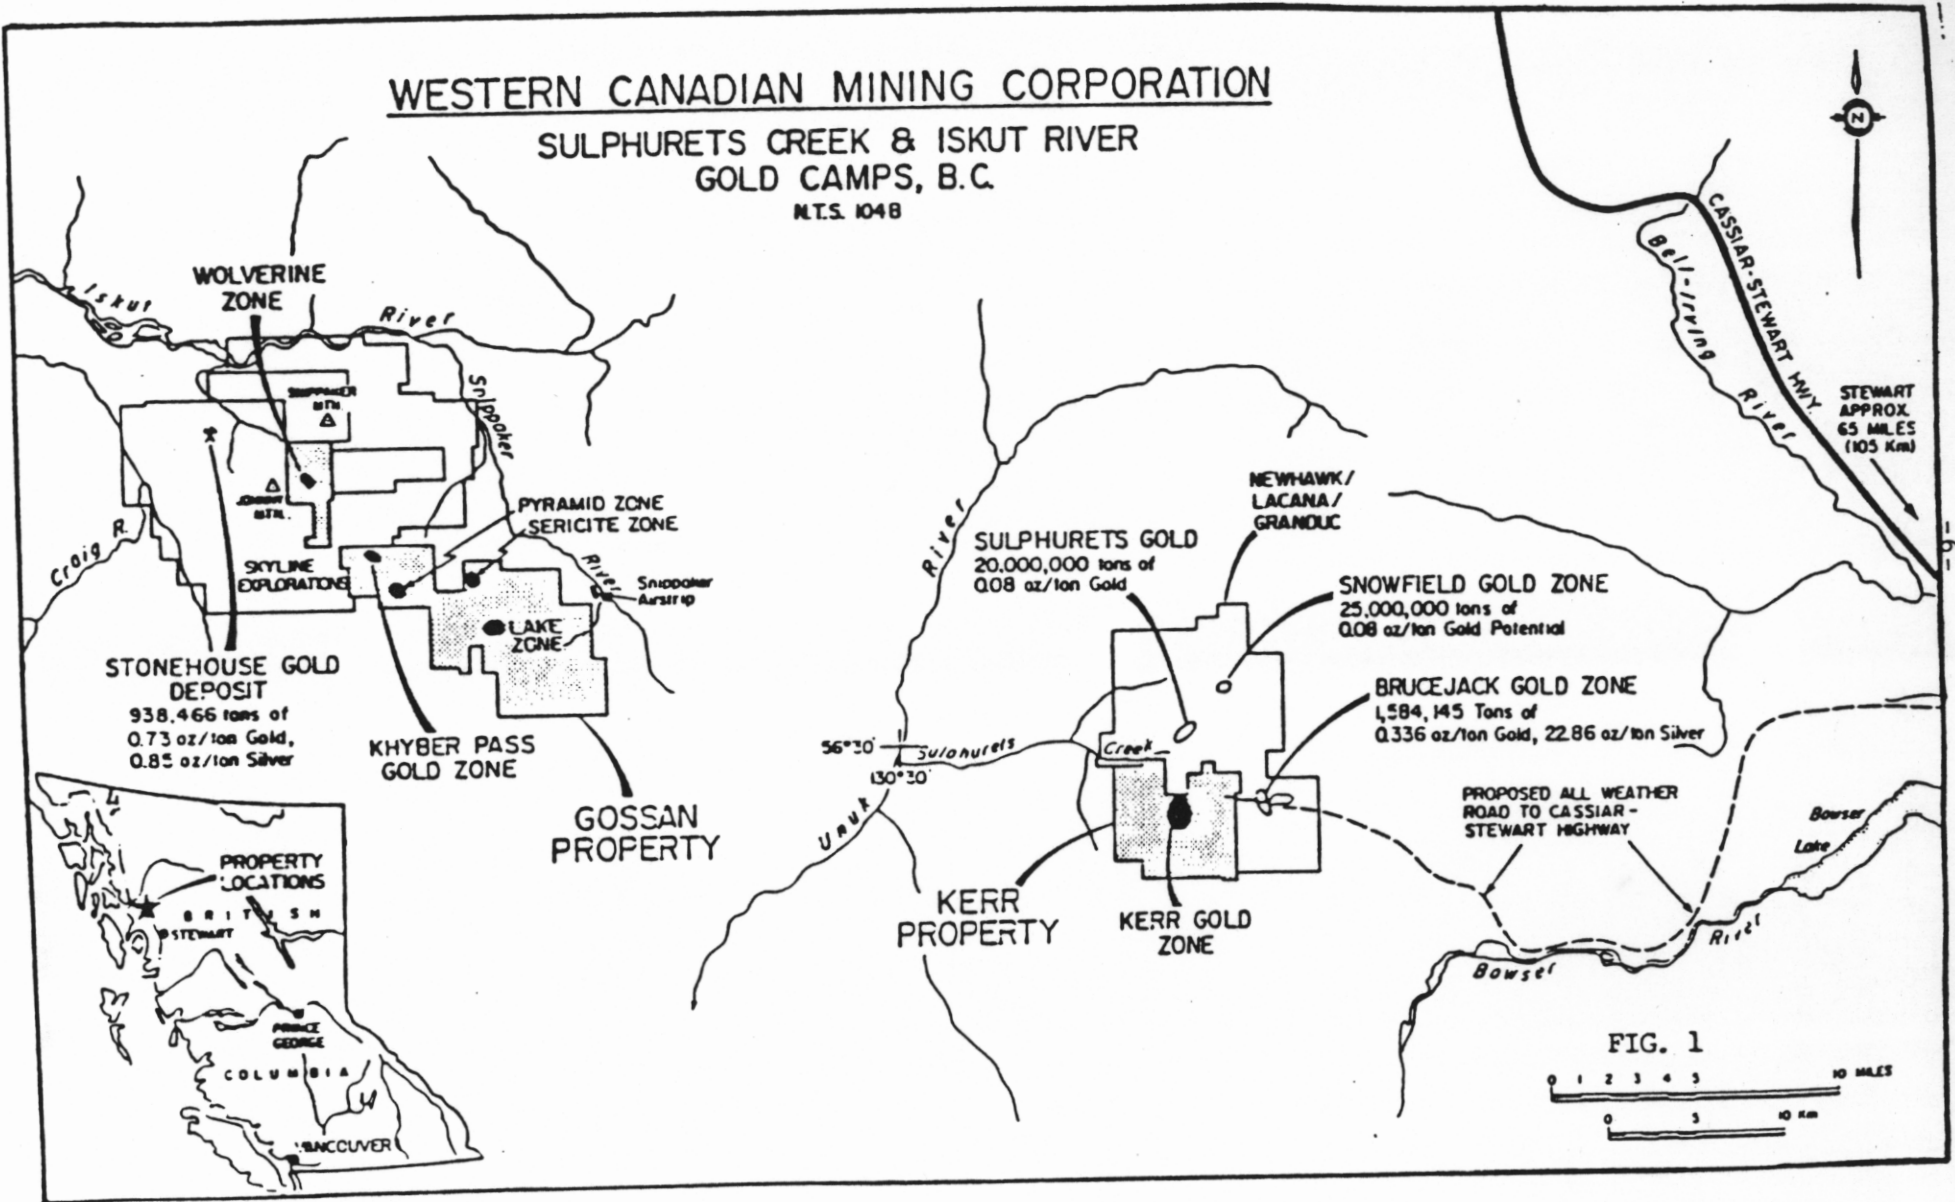 WESTERN CANADIAN MINING CORPORATION
SULPHURETS CREEK & ISKUT RIVER
GOLD CAMPS, B.C.
N.T.S. 104B
N
CASSIAR-STEWART HWY.
Bell-Irving River
STEWART
APPROX.
65 MILES
(105 Km)
-6-
WOLVERINE
ZONE
Iskut River
SNIPPAKER
MTN.
Snippaker
River
JOHNNY
MTN.
Craig R.
PYRAMID ZONE
SERICITE ZONE
SKYLINE
EXPLORATIONS
Snippaker
Airstrip
LAKE
ZONE
STONEHOUSE GOLD
DEPOSIT
938,466 tons of
0.73 oz/ton Gold,
0.85 oz/ton Silver
KHYBER PASS
GOLD ZONE
GOSSAN
PROPERTY
NEWHAWK/
LACANA/
GRANDUC
SULPHURETS GOLD
20,000,000 tons of
0.08 oz/ton Gold
SNOWFIELD GOLD ZONE
25,000,000 tons of
0.08 oz/ton Gold Potential
BRUCEJACK GOLD ZONE
1,584,145 Tons of
0.336 oz/ton Gold, 22.86 oz/ton Silver
56°30'
130°30'
Sulphurets Creek
Unuk
River
PROPOSED ALL WEATHER
ROAD TO CASSIAR-
STEWART HIGHWAY
Bowser
Lake
KERR
PROPERTY
KERR GOLD
ZONE
Bowser
River
PROPERTY
LOCATIONS
BRITISH
STEWART
PRINCE
GEORGE
COLUMBIA
VANCOUVER
FIG. 1
0 1 2 3 4 5 10 MILES
0 5 10 Km